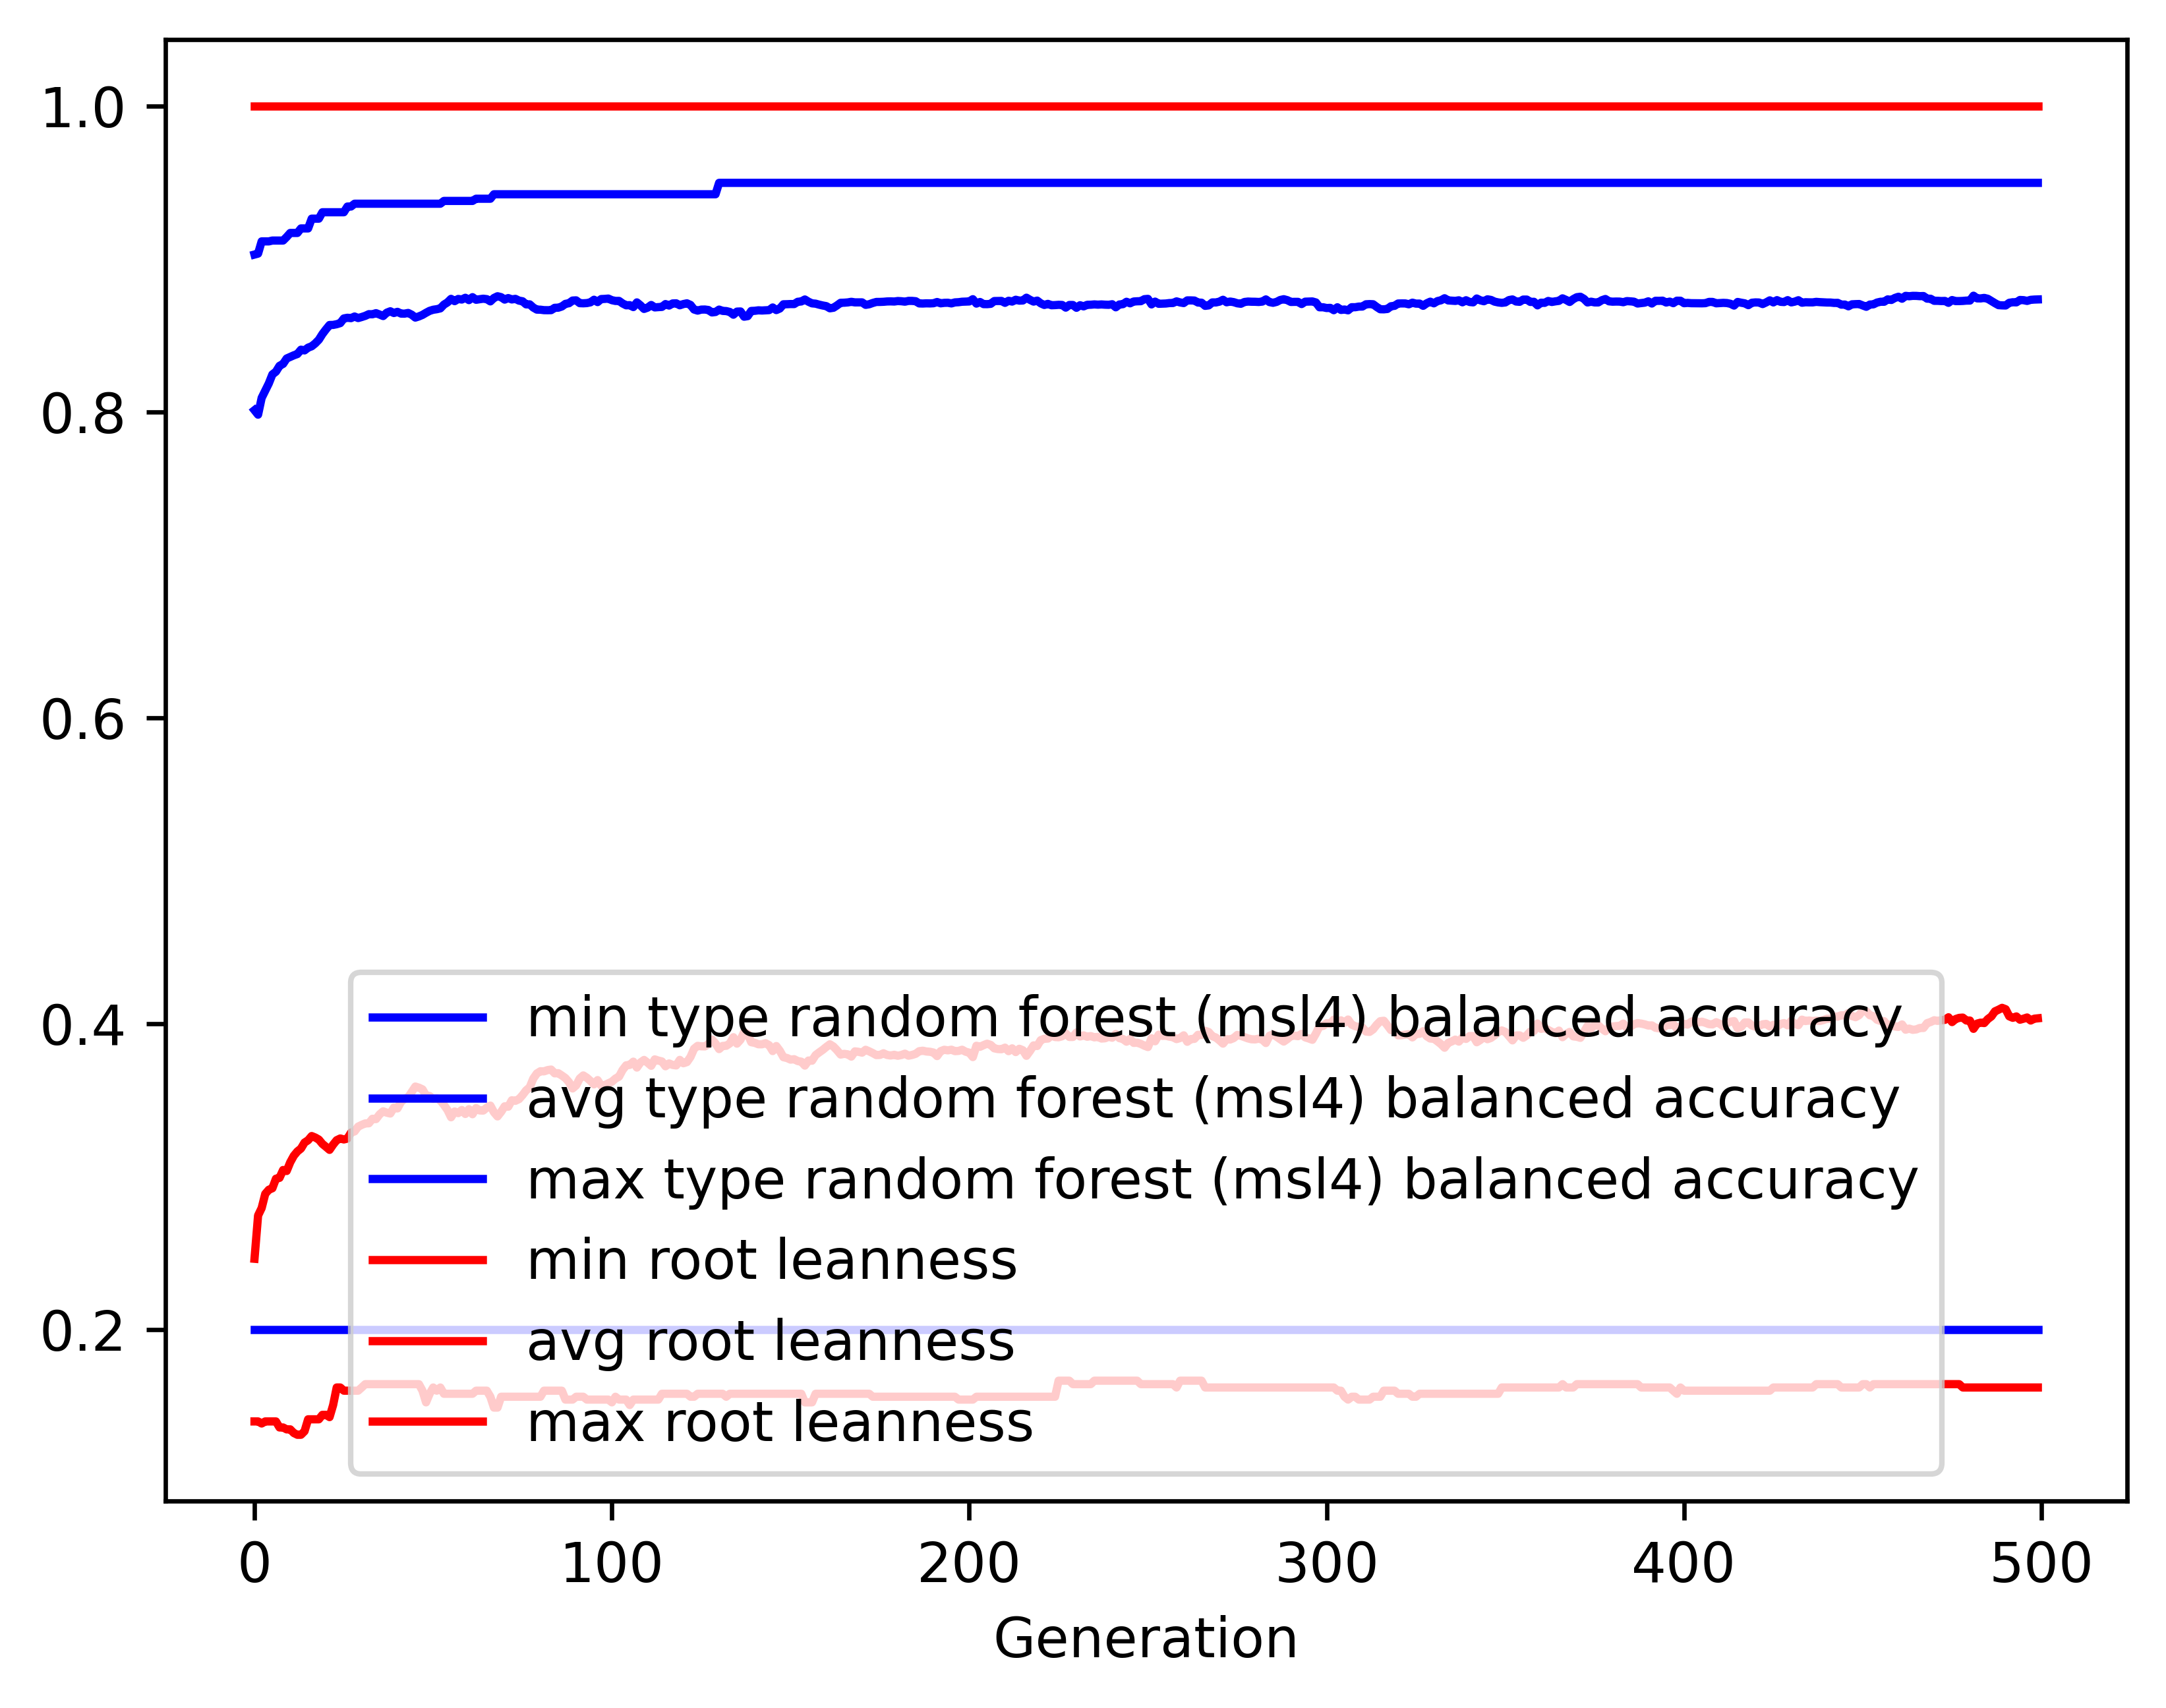 1.0
0.8
0.6
0.4
0.2
min type random forest (msl4) balanced accuracy
avg type random forest (msl4) balanced accuracy
max type random forest (msl4) balanced accuracy
min root leanness
avg root leanness
max root leanness
0 100 200 300 400 500
Generation